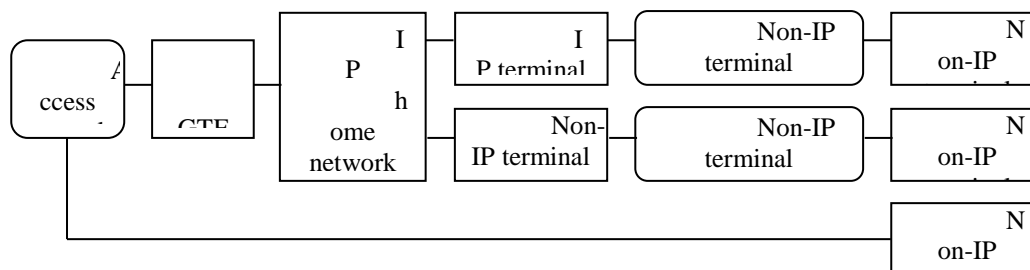 A
ccess
I
P
h
ome
network
I
P terminal
Non-IP
terminal
N
on-IP
Non-
IP terminal
Non-IP
terminal
N
on-IP
N
on-IP